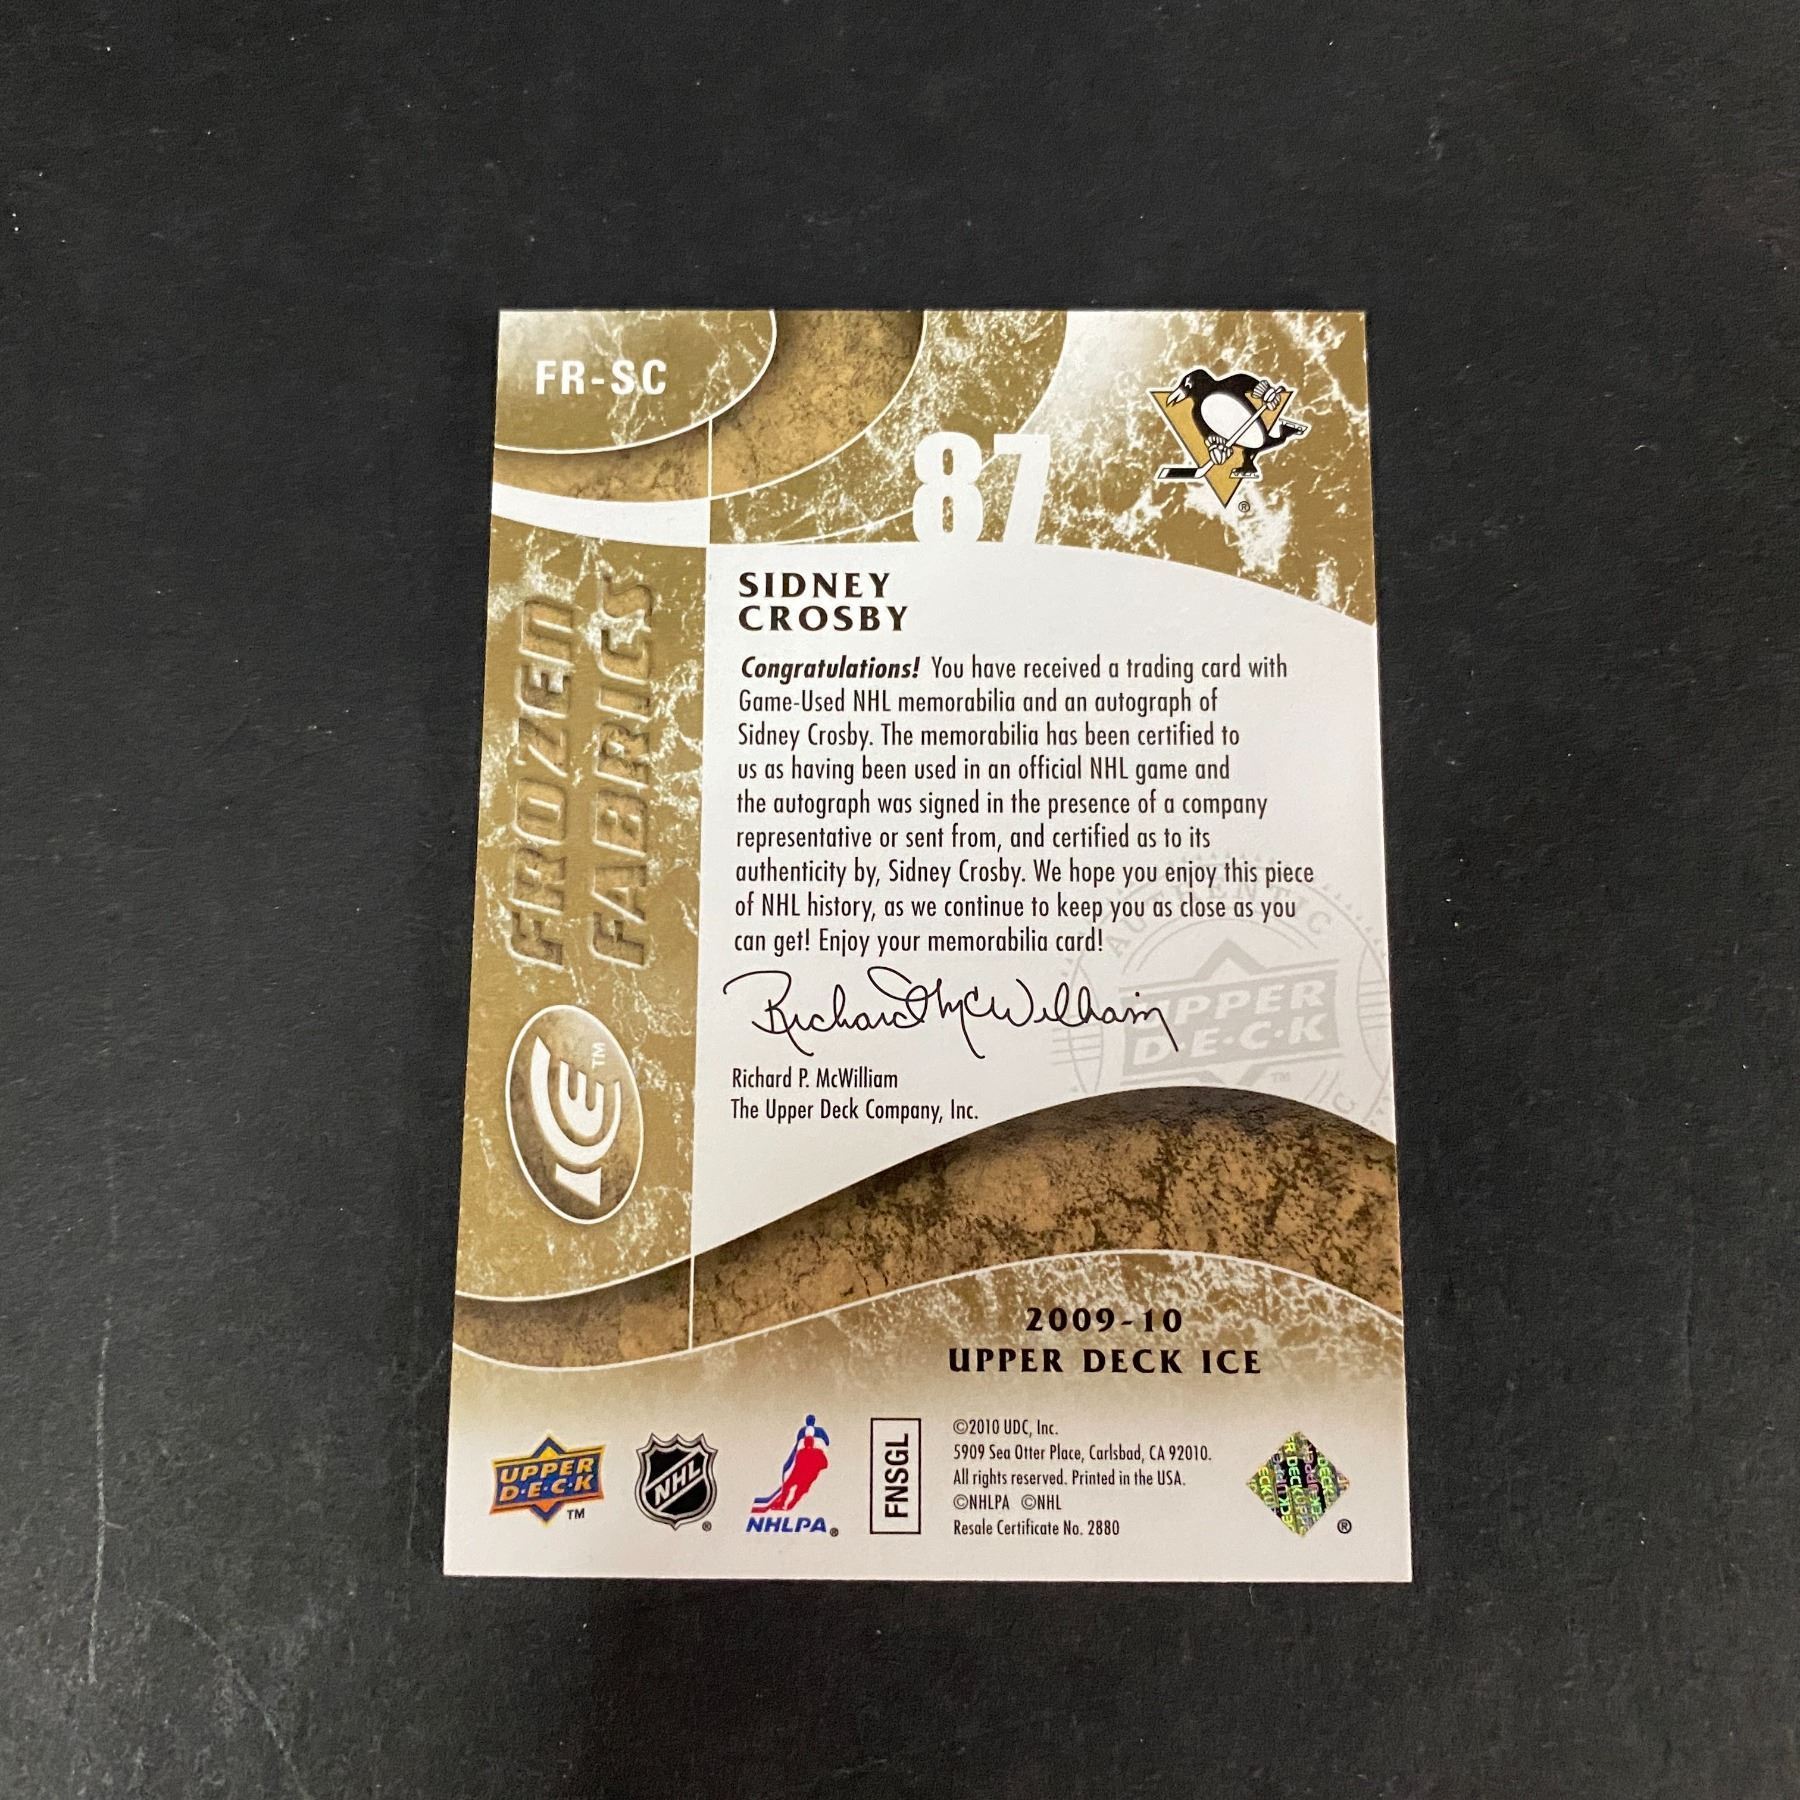 FR-SC
87
SIDNEY
CROSBY
Congratulations! You have received a trading card with
Game-Used NHL memorabilia and an autograph of
Sidney Crosby. The memorabilia has been certified to
us as having been used in an official NHL game and
the autograph was signed in the presence of a company
representative or sent from, and certified as to its
authenticity by, Sidney Crosby. We hope you enjoy this piece
of NHL history, as we continue to keep you as close as you
can get! Enjoy your memorabilia card!
AUTHENTIC
UPPER
D·E·C·K
TM
Richard McWilliam
Richard P. McWilliam
The Upper Deck Company, Inc.
FROZEN
FABRICS
ICE TM
2009-10
UPPER DECK ICE
UPPER
D·E·C·K
TM
NHL
®
NHLPA®
FNSGL
©2010 UDC, Inc.
5909 Sea Otter Place, Carlsbad, CA 92010.
All rights reserved. Printed in the USA.
©NHLPA ©NHL
Resale Certificate No. 2880
®